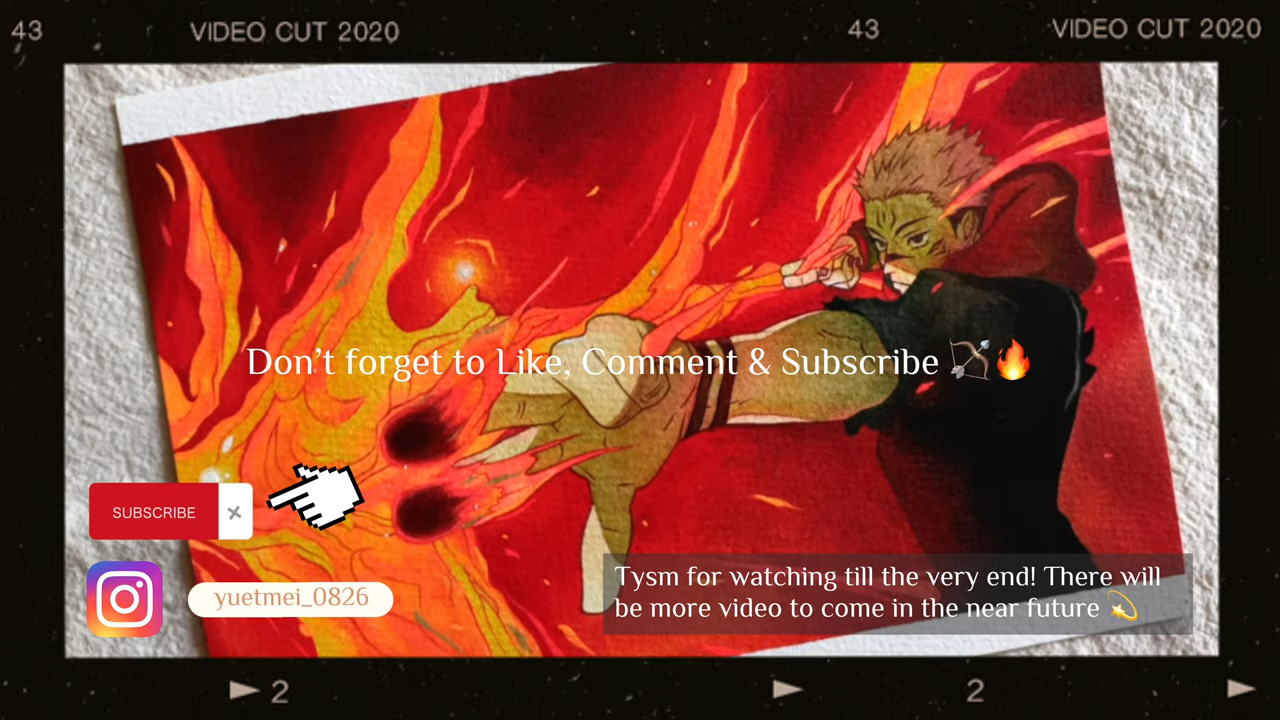 43 VIDEO CUT 2020 43 VIDEO CUT 2020
Don't forget to Like, Comment & Subscribe 🏹🔥
SUBSCRIBE ×
yuetmei_0826
Tysm for watching till the very end! There will
be more video to come in the near future 💫
2 2